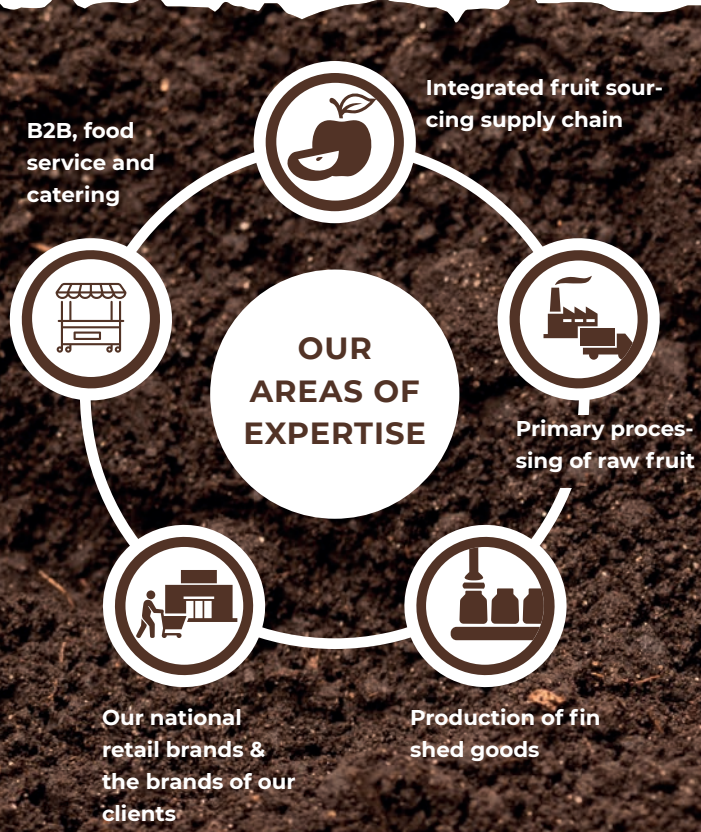 Integrated fruit sour-
cing supply chain
B2B, food
service and
catering
OUR
AREAS OF
EXPERTISE
Primary proces-
sing of raw fruit
Our national
retail brands &
the brands of our
clients
Production of fin
shed goods